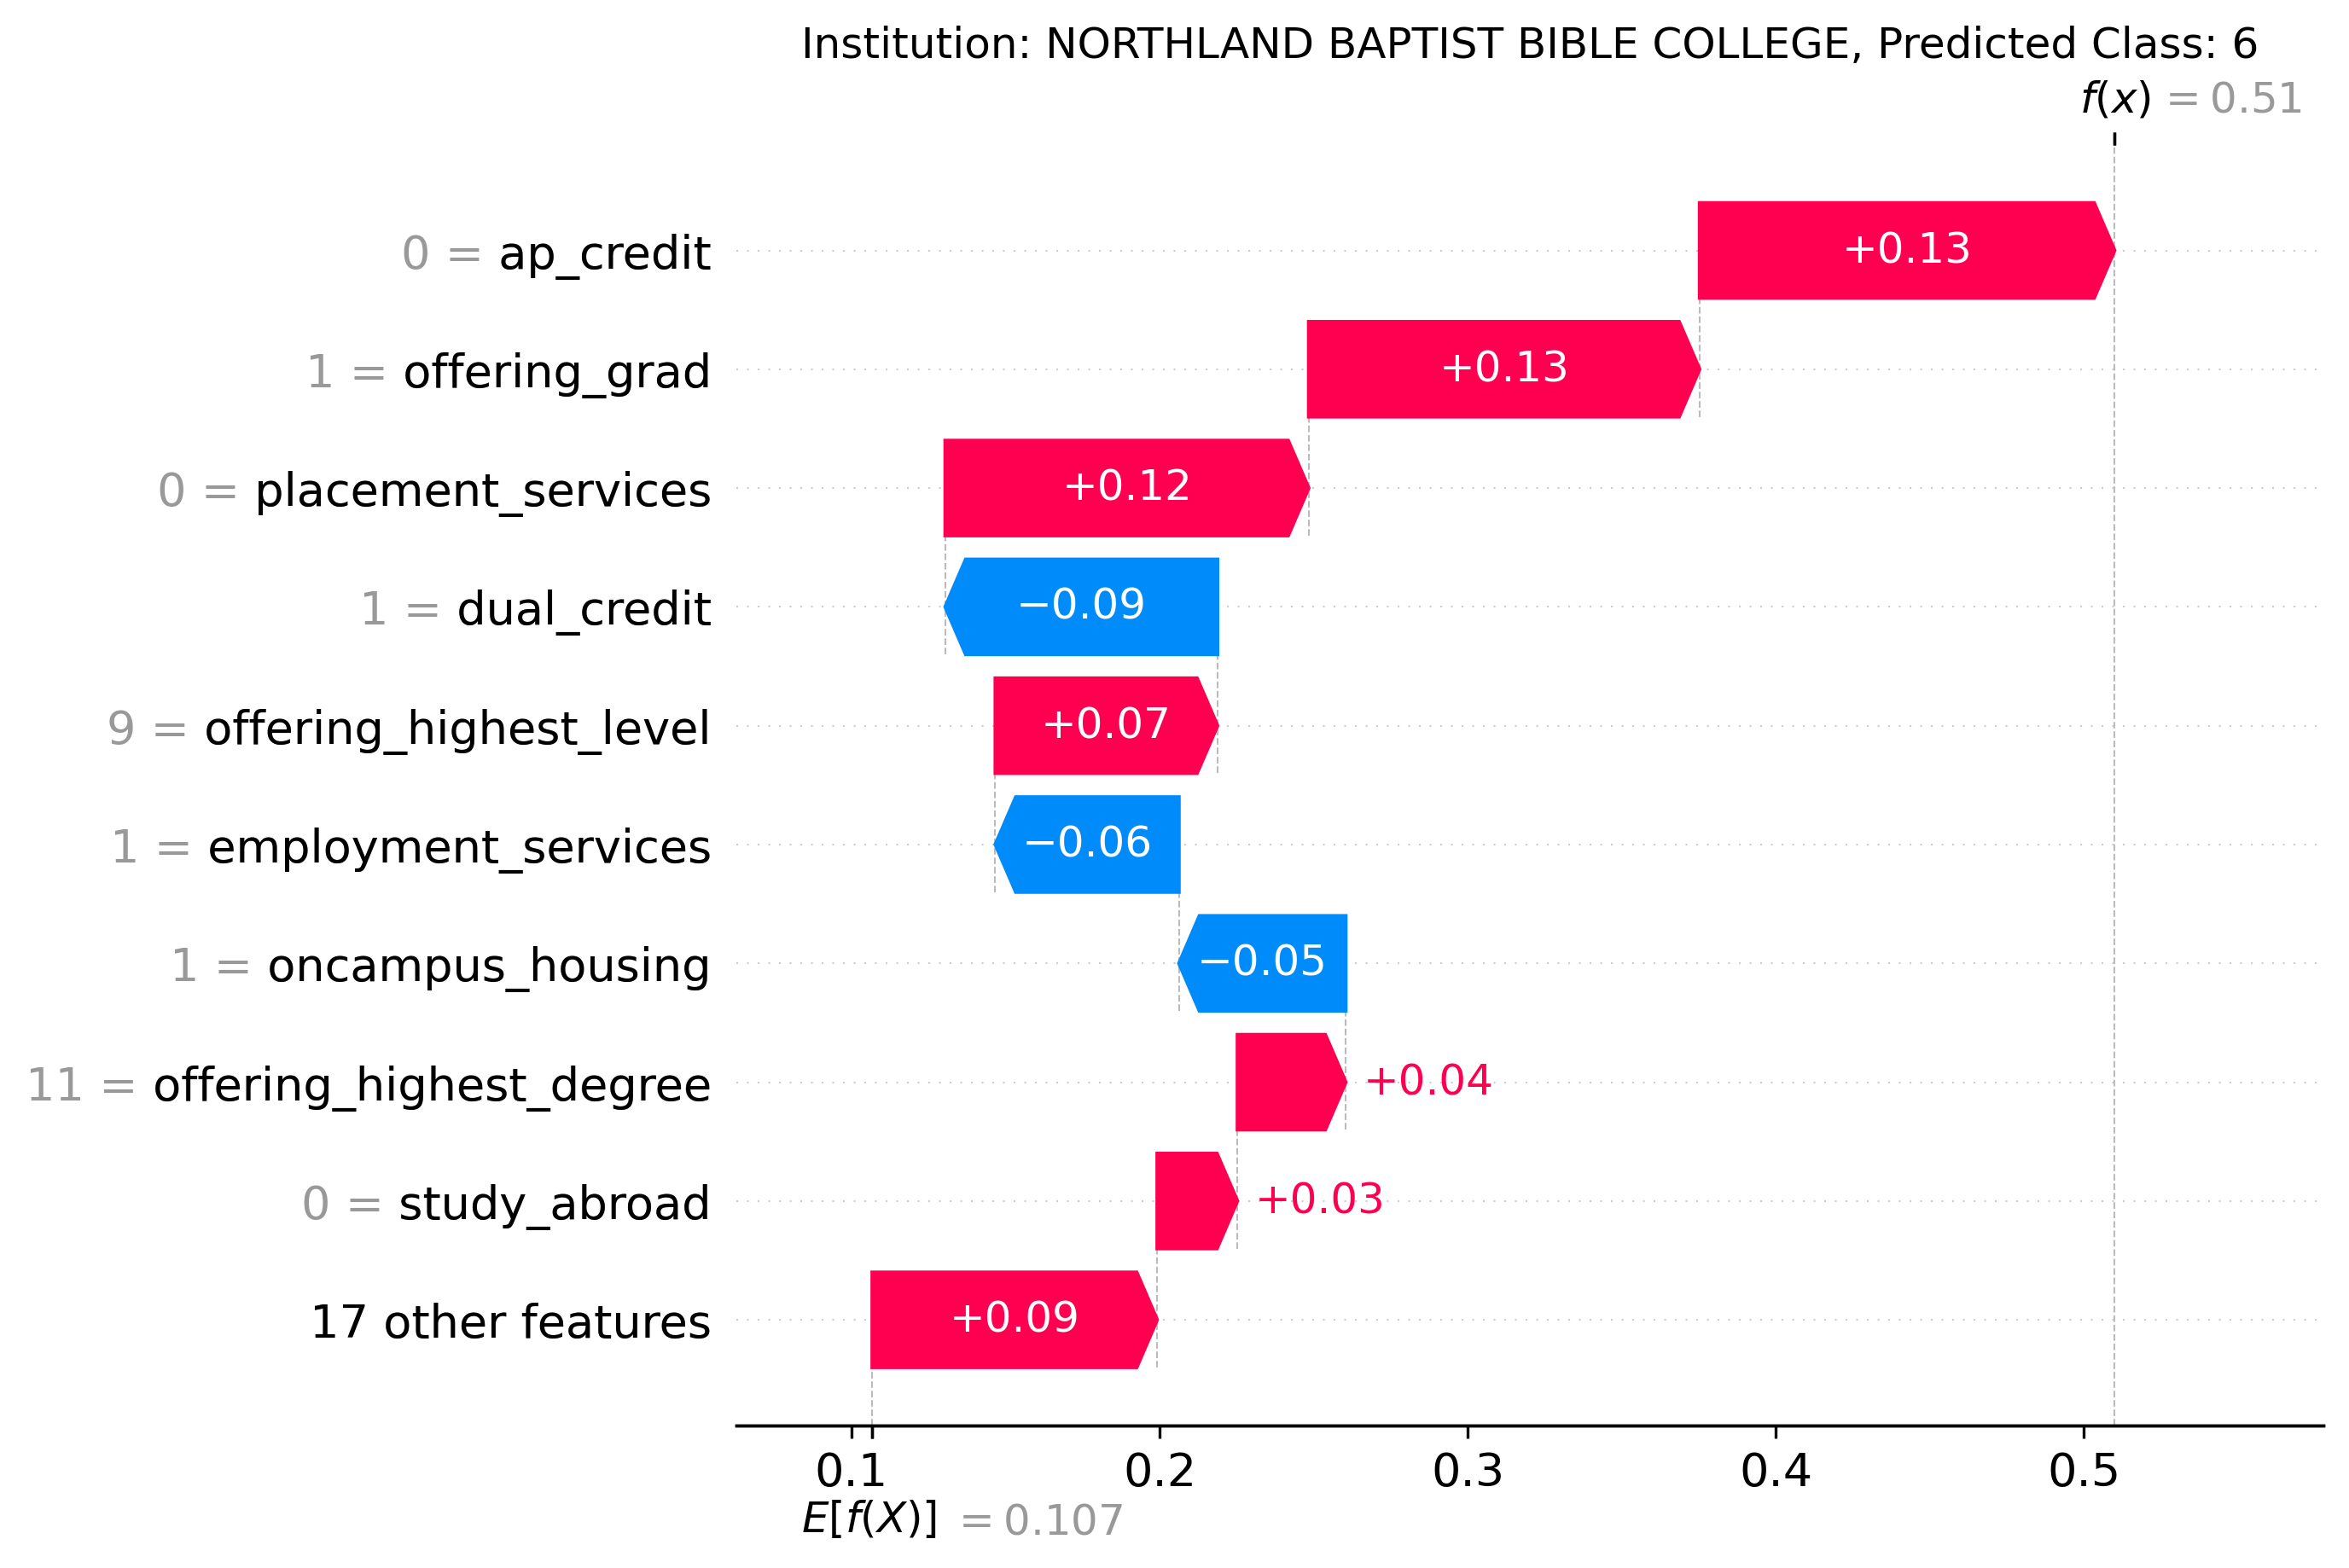 Institution: NORTHLAND BAPTIST BIBLE COLLEGE, Predicted Class: 6
f(x) = 0.51
0 = ap_credit +0.13
1 = offering_grad +0.13
0 = placement_services +0.12
1 = dual_credit −0.09
9 = offering_highest_level +0.07
1 = employment_services −0.06
1 = oncampus_housing −0.05
11 = offering_highest_degree +0.04
0 = study_abroad +0.03
17 other features +0.09
0.1 0.2 0.3 0.4 0.5
E[f(X)] = 0.107